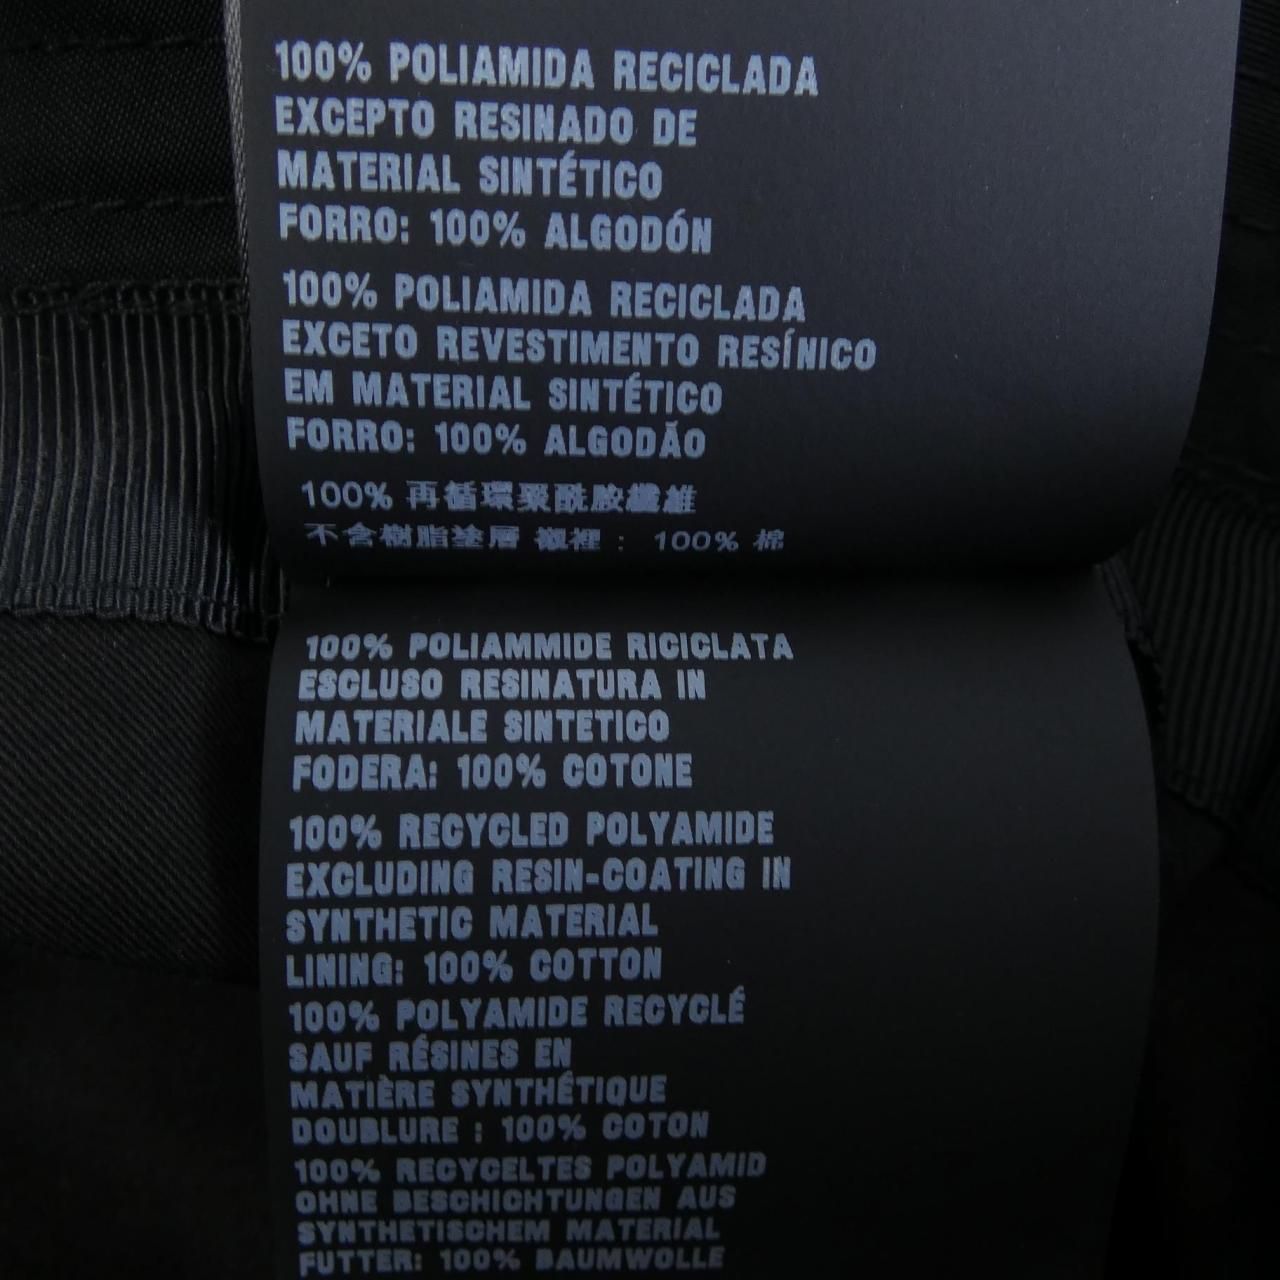 100% POLIAMIDA RECICLADA
EXCEPTO RESINADO DE
MATERIAL SINTÉTICO
FORRO: 100% ALGODÓN
100% POLIAMIDA RECICLADA
EXCETO REVESTIMENTO RESÍNICO
EM MATERIAL SINTÉTICO
FORRO: 100% ALGODÃO
100% 再循環聚酰胺纖維
不含樹脂塗層 襯裡： 100% 棉
100% POLIAMMIDE RICICLATA
ESCLUSO RESINATURA IN
MATERIALE SINTETICO
FODERA: 100% COTONE
100% RECYCLED POLYAMIDE
EXCLUDING RESIN-COATING IN
SYNTHETIC MATERIAL
LINING: 100% COTTON
100% POLYAMIDE RECYCLÉ
SAUF RÉSINES EN
MATIÈRE SYNTHÉTIQUE
DOUBLURE : 100% COTON
100% RECYCELTES POLYAMID
OHNE BESCHICHTUNGEN AUS
SYNTHETISCHEM MATERIAL
FUTTER: 100% BAUMWOLLE